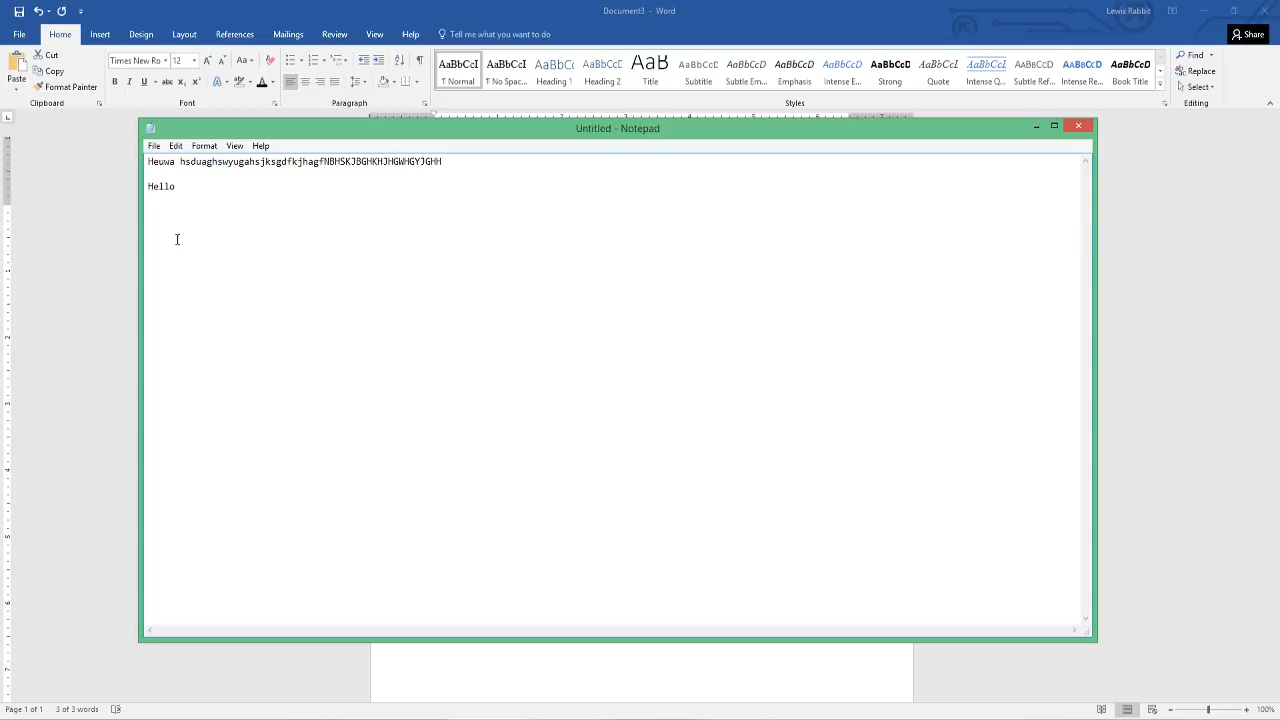 Document3 - Word
Lewis Rabbit
File Home Insert Design Layout References Mailings Review View Help Tell me what you want to do
Share
Paste
Cut
Copy
Format Painter
Times New Ro 12
AaBbCcI AaBbCcI AaBbC( AaBbCcE AaB AaBbCcD AaBbCcD AaBbCcD AaBbCcD AaBbCcD AaBbCcD AaBbCcI AaBbCcD AABBCCD AaBbCcD
¶ Normal ¶ No Spac... Heading 1 Heading 2 Title Subtitle Subtle Em... Emphasis Intense E... Strong Quote Intense Q... Subtle Ref... Intense Re... Book Title
Find
Replace
Select
Clipboard Font Paragraph Styles Editing
Untitled - Notepad
File Edit Format View Help
Heuwa hsduaghswyugahsjksgdfkjhagfNBHSKJBGHKHJHGWHGYJGHH
Hello
Page 1 of 1 3 of 3 words
100%